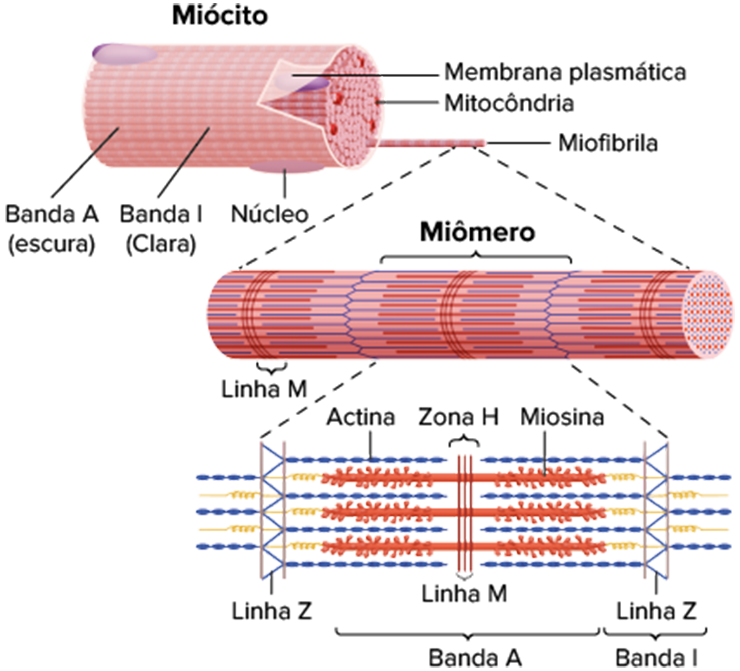 Miócito
Membrana plasmática
Mitocôndria
Miofibrila
Banda A
(escura)
Banda I
(Clara)
Núcleo
Miômero
Linha M
Actina
Zona H
Miosina
Linha Z
Linha M
Linha Z
Banda A
Banda I